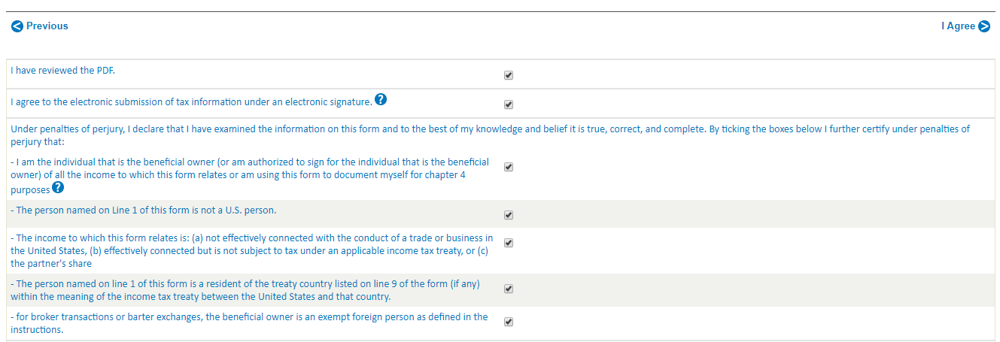 Previous
I Agree
I have reviewed the PDF.
I agree to the electronic submission of tax information under an electronic signature. ?
Under penalties of perjury, I declare that I have examined the information on this form and to the best of my knowledge and belief it is true, correct, and complete. By ticking the boxes below I further certify under penalties of
perjury that:
- I am the individual that is the beneficial owner (or am authorized to sign for the individual that is the beneficial
owner) of all the income to which this form relates or am using this form to document myself for chapter 4
purposes ?
- The person named on Line 1 of this form is not a U.S. person.
- The income to which this form relates is: (a) not effectively connected with the conduct of a trade or business in
the United States, (b) effectively connected but is not subject to tax under an applicable income tax treaty, or (c)
the partner's share
- The person named on line 1 of this form is a resident of the treaty country listed on line 9 of the form (if any)
within the meaning of the income tax treaty between the United States and that country.
- for broker transactions or barter exchanges, the beneficial owner is an exempt foreign person as defined in the
instructions.